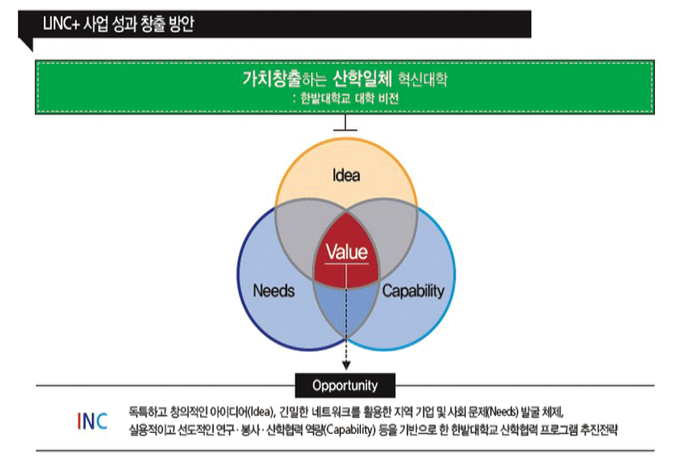 LINC+ 사업 성과 창출 방안
가치창출하는 산학일체 혁신대학
: 한밭대학교 대학 비전
Idea
Value
Needs
Capability
Opportunity
INC
독특하고 창의적인 아이디어(Idea), 긴밀한 네트워크를 활용한 지역 기업 및 사회 문제(Needs) 발굴 체제,
실용적이고 선도적인 연구·봉사·산학협력 역량(Capability) 등을 기반으로 한 한밭대학교 산학협력 프로그램 추진전략